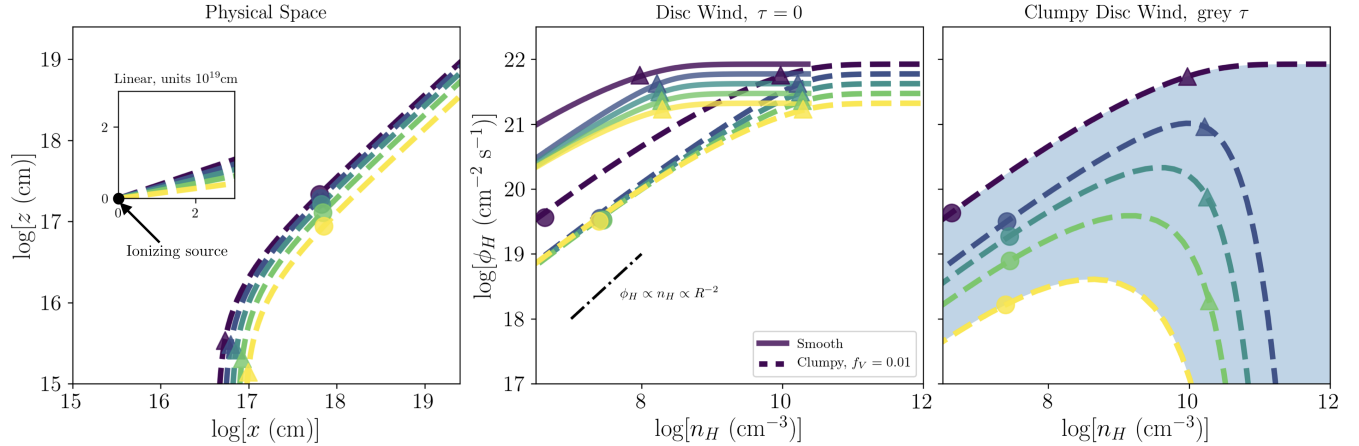 Physical Space
Disc Wind, τ = 0
Clumpy Disc Wind, grey τ
log[z (cm)]
19
18
17
16
15
15
16
17
18
19
log[x (cm)]
Linear, units 10¹⁹cm
2
0
0
2
Ionizing source
log[ϕ_H (cm⁻² s⁻¹)]
22
21
20
19
18
17
ϕ_H ∝ n_H ∝ R⁻²
Smooth
Clumpy, f_V = 0.01
8
10
12
log[n_H (cm⁻³)]
8
10
12
log[n_H (cm⁻³)]